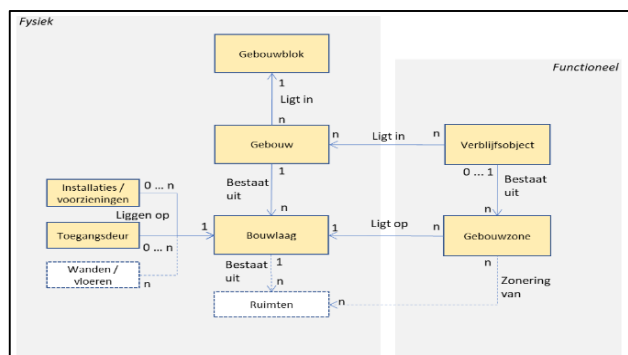 Fysiek
Functioneel
Gebouwblok
1
Ligt in
n
Gebouw
n
Ligt in
n
Verblijfsobject
1
Bestaat
uit
n
0 ... 1
Bestaat
uit
n
Installaties /
voorzieningen
0 ... n
Liggen op
Toegangsdeur
0 ... n
1
Bouwlaag
1
Ligt op
n
Gebouwzone
Wanden /
vloeren
n
1
Bestaat
uit
n
n
Zonering
van
Ruimten
n